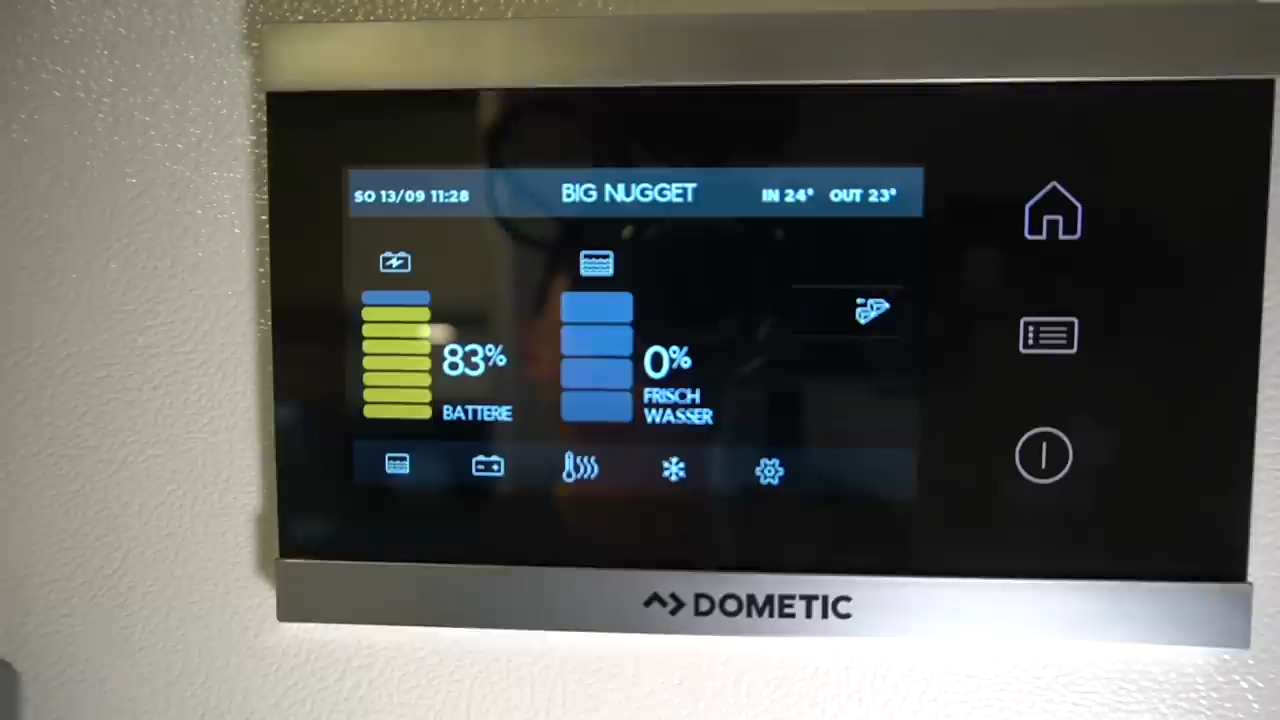 SO 13/09 11:28 BIG NUGGET IN 24° OUT 23°
83%
BATTERIE
0%
FRISCH
WASSER
DOMETIC